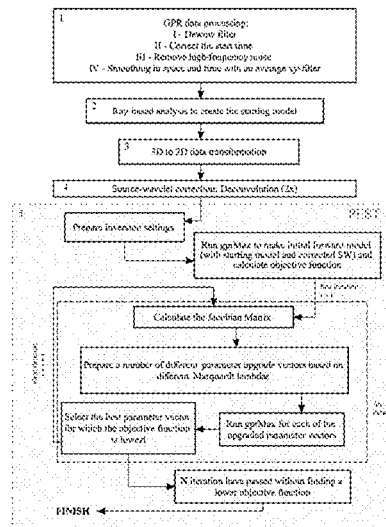 1
GPR data processing:
I - Dewow filter
II - Correct the start time
III - Remove high-frequency noise
IV - Smoothing in space and time with an average xy-filter
2
Ray-based analysis to create the starting model
3
3D to 2D data transformation
4
Source-wavelet correction: Deconvolution (2x)
PEST
Prepare inversion settings
Run gprMax to make initial forward model
(with starting model and corrected SW) and
calculate objective function
Calculate the Jacobian Matrix
Prepare a number of different parameter upgrade vectors based on
different Marquardt lambda
Select the best parameter
vector for which the objective function
is lowest
Run gprMax for each of the
upgraded parameter vectors
N iteration have passed without finding a
lower objective function
FINISH